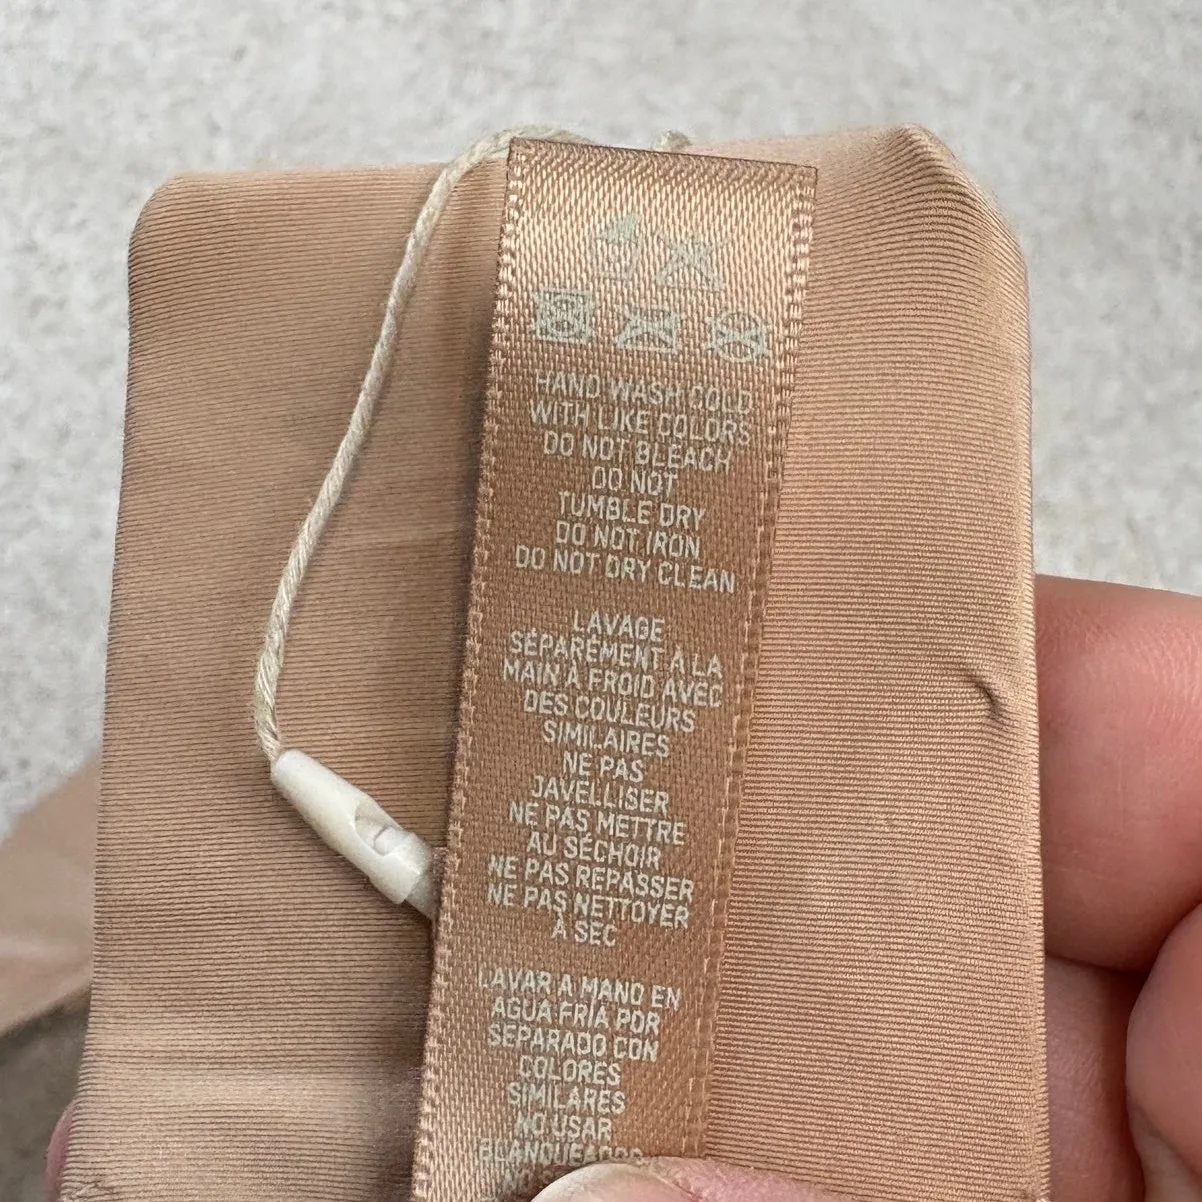 HAND WASH COLD
WITH LIKE COLORS
DO NOT BLEACH
DO NOT
TUMBLE DRY
DO NOT IRON
DO NOT DRY CLEAN
LAVAGE
SÉPARÉMENT À LA
MAIN À FROID AVEC
DES COULEURS
SIMILAIRES
NE PAS
JAVELLISER
NE PAS METTRE
AU SÉCHOIR
NE PAS REPASSER
NE PAS NETTOYER
À SEC
LAVAR A MANO EN
AGUA FRÍA POR
SEPARADO CON
COLORES
SIMILARES
NO USAR